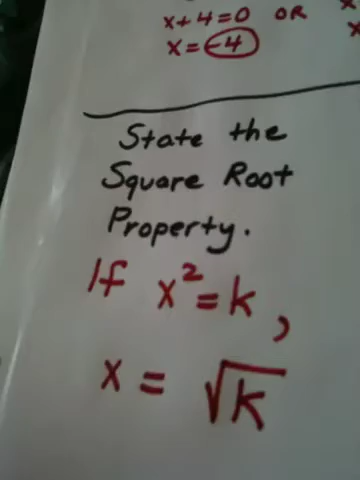 x + 4 = 0 OR x
x = -4 x
State the
Square Root
Property.
If x² = k,
x = √k